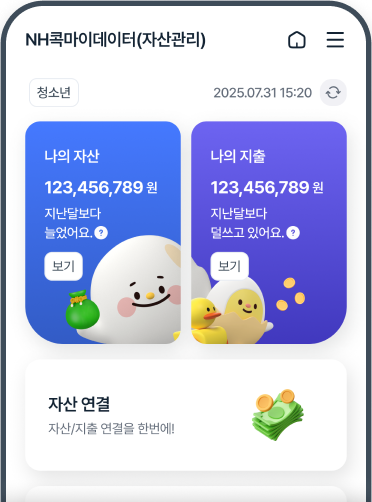 NH콕마이데이터(자산관리)
청소년
2025.07.31 15:20
나의 자산
123,456,789 원
지난달보다
늘었어요. ?
보기
나의 지출
123,456,789 원
지난달보다
덜쓰고 있어요. ?
보기
자산 연결
자산/지출 연결을 한번에!